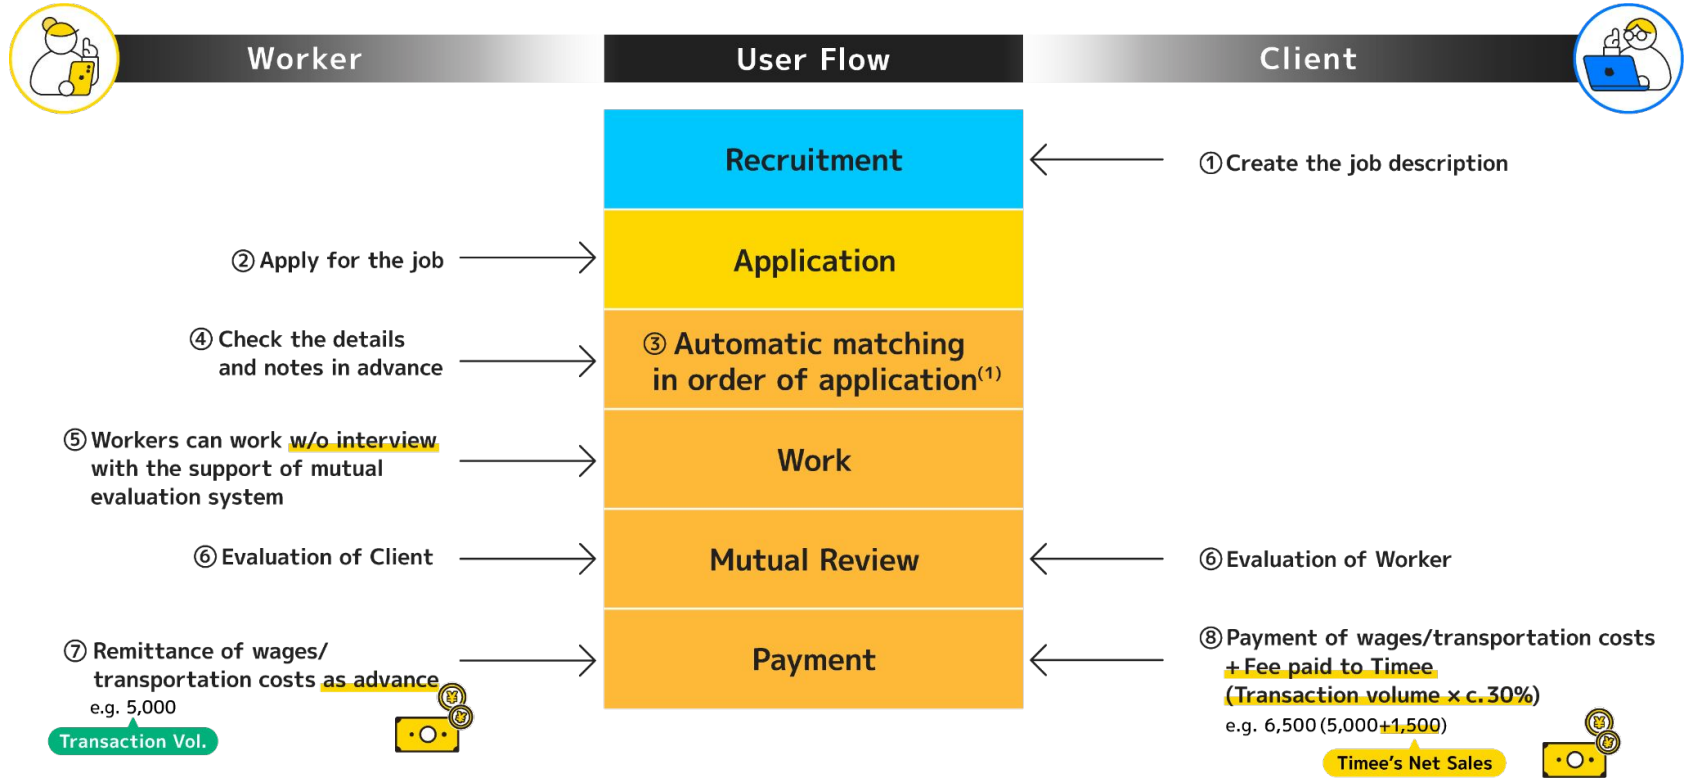 Worker
User Flow
Client
Recruitment
①Create the job description
②Apply for the job
Application
④Check the details
and notes in advance
③Automatic matching
in order of application(1)
⑤Workers can work w/o interview
with the support of mutual
evaluation system
Work
⑥Evaluation of Client
Mutual Review
⑥Evaluation of Worker
⑦Remittance of wages/
transportation costs as advance
e.g. 5,000
Transaction Vol.
Payment
⑧Payment of wages/transportation costs
+Fee paid to Timee
(Transaction volume × c.30%)
e.g. 6,500 (5,000+1,500)
Timee's Net Sales